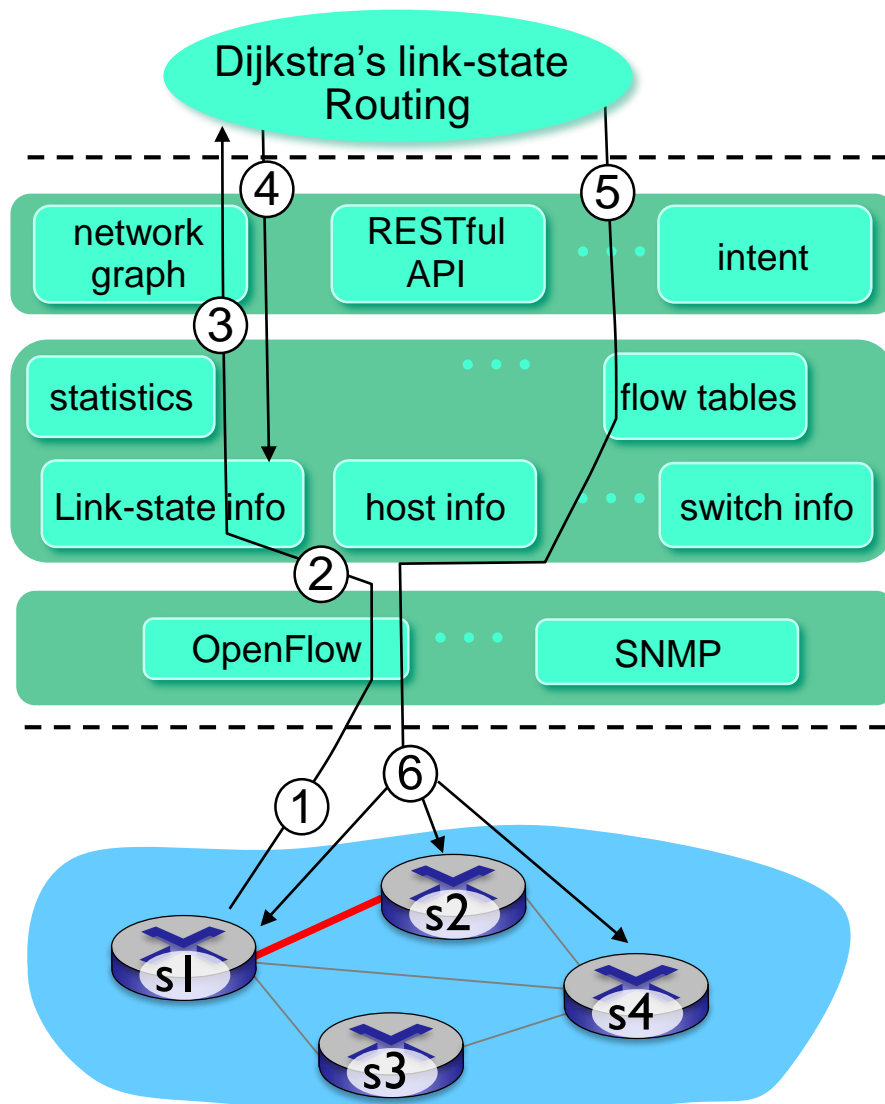 Dijkstra's link-state
Routing
4
5
network
graph
RESTful
API
intent
3
statistics
flow tables
Link-state info
host info
switch info
2
OpenFlow
SNMP
1
6
s2
s1
s4
s3